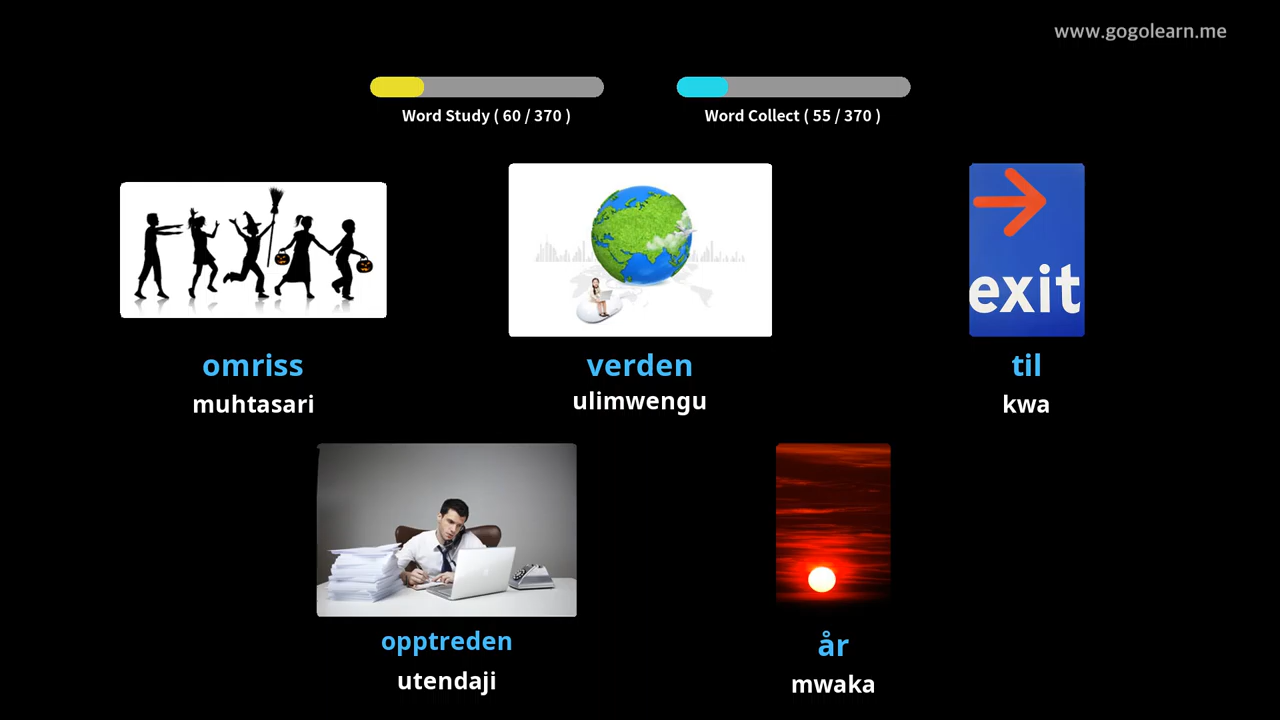 www.gogolearn.me
Word Study ( 60 / 370 )
Word Collect ( 55 / 370 )
exit
omriss
muhtasari
verden
ulimwengu
til
kwa
opptreden
utendaji
år
mwaka